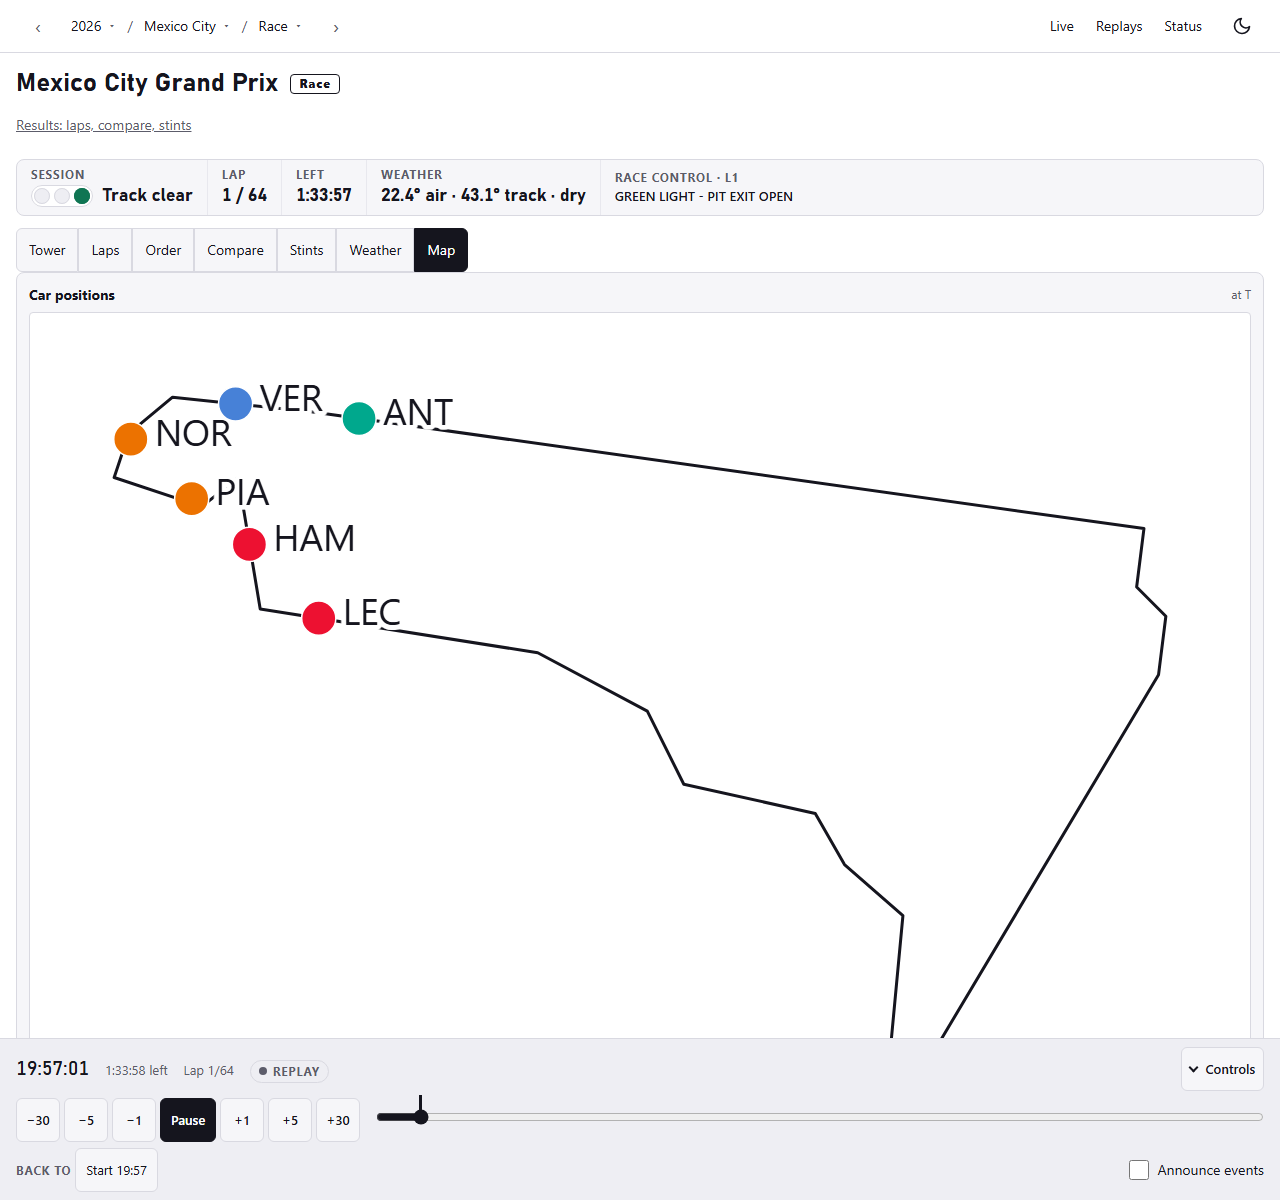 ‹ 2026 / Mexico City / Race ›
Live Replays Status
Mexico City Grand Prix Race
Results: laps, compare, stints
SESSION
Track clear
LAP
1 / 64
LEFT
1:33:57
WEATHER
22.4° air · 43.1° track · dry
RACE CONTROL · L1
GREEN LIGHT - PIT EXIT OPEN
Tower Laps Order Compare Stints Weather Map
Car positions
at T
VER
ANT
NOR
PIA
HAM
LEC
19:57:01 1:33:58 left Lap 1/64 REPLAY
Controls
−30 −5 −1 Pause +1 +5 +30
BACK TO Start 19:57
Announce events